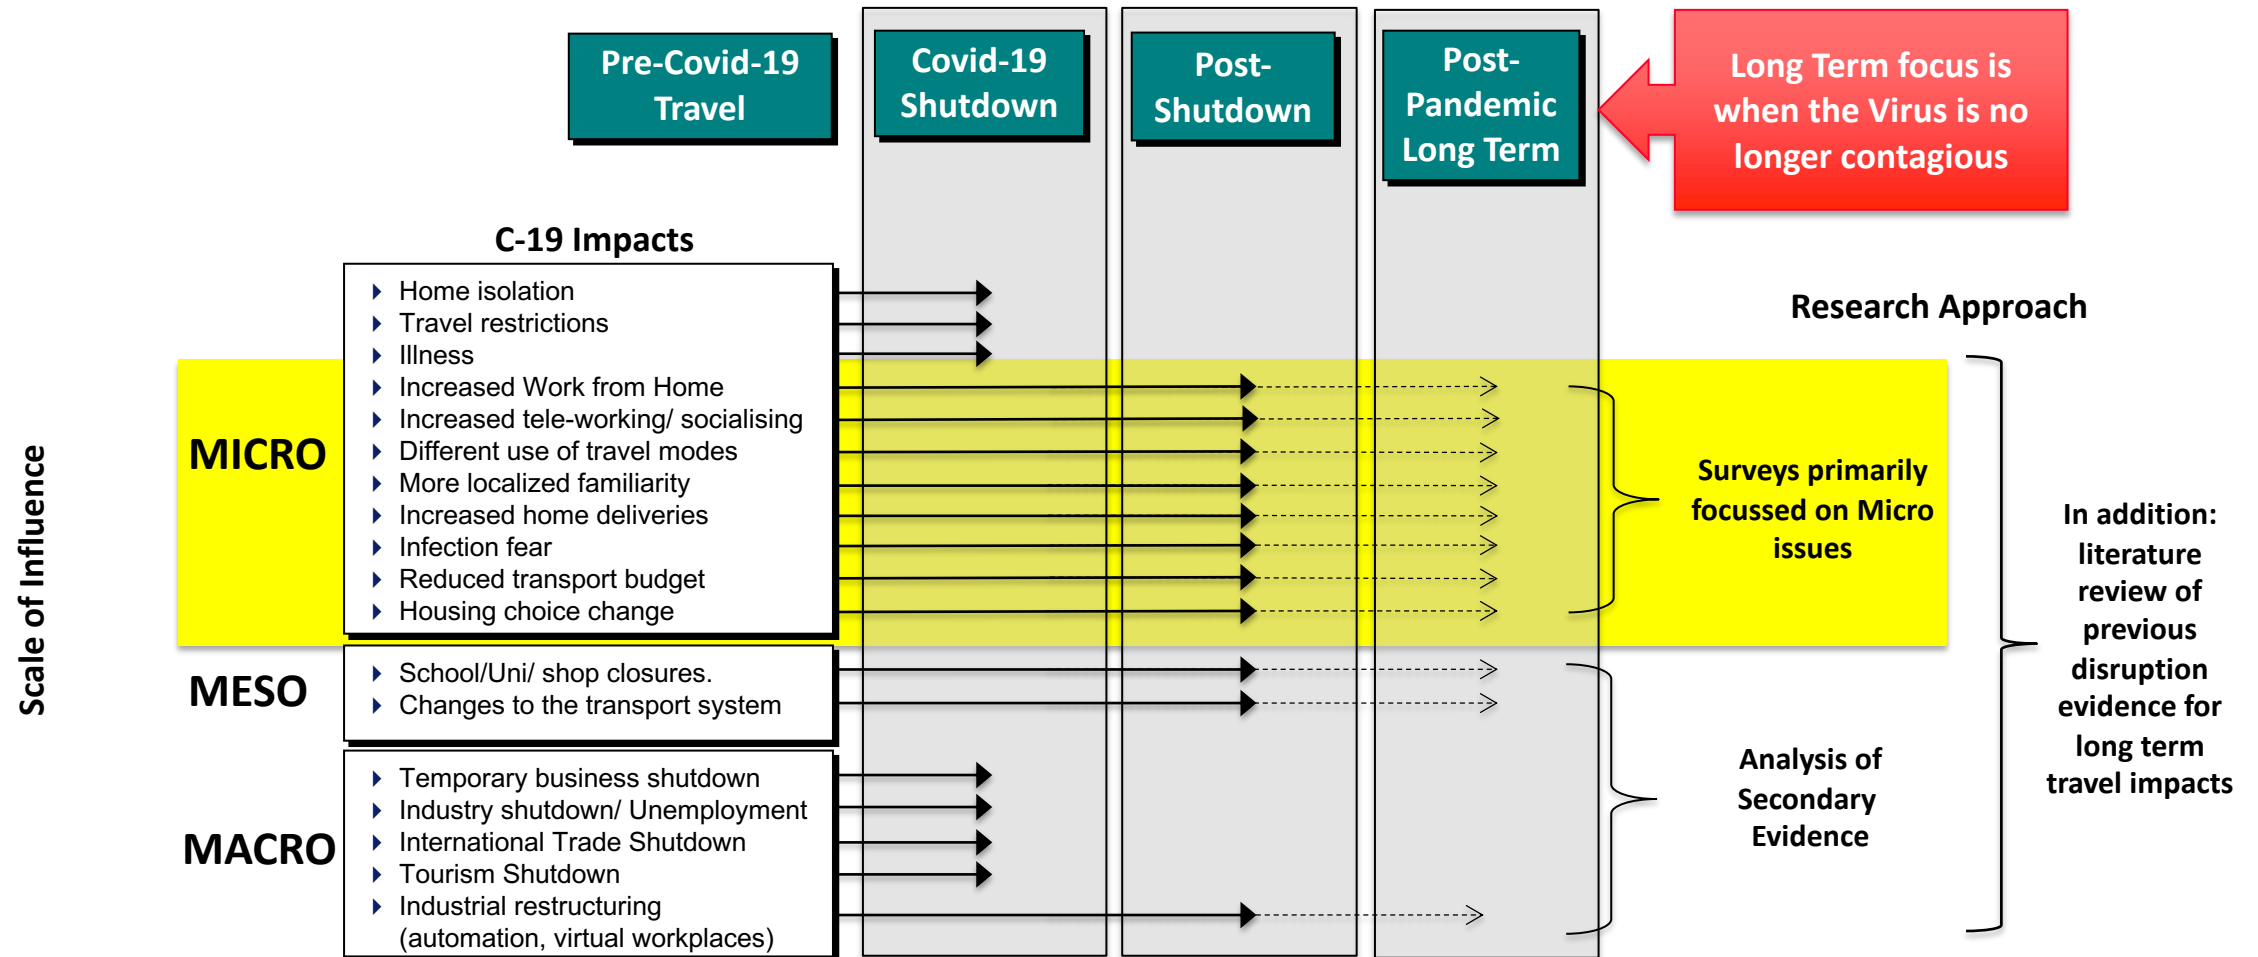 Pre-Covid-19
Travel
Covid-19
Shutdown
Post-
Shutdown
Post-
Pandemic
Long Term
Long Term focus is
when the Virus is no
longer contagious
C-19 Impacts
Research Approach
Scale of Influence
MICRO
Home isolation
Travel restrictions
Illness
Increased Work from Home
Increased tele-working/ socialising
Different use of travel modes
More localized familiarity
Increased home deliveries
Infection fear
Reduced transport budget
Housing choice change
Surveys primarily
focussed on Micro
issues
MESO
School/Uni/ shop closures.
Changes to the transport system
MACRO
Temporary business shutdown
Industry shutdown/ Unemployment
International Trade Shutdown
Tourism Shutdown
Industrial restructuring
(automation, virtual workplaces)
Analysis of
Secondary
Evidence
In addition:
literature
review of
previous
disruption
evidence for
long term
travel impacts